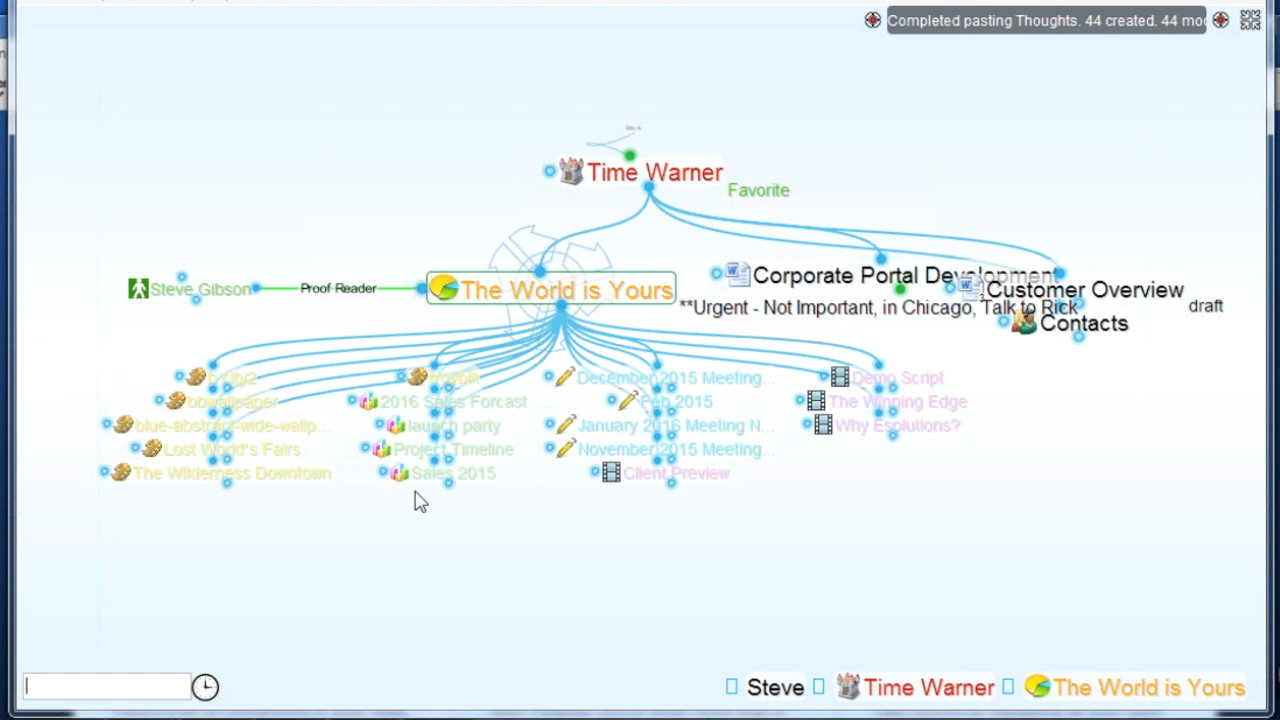 Completed pasting Thoughts. 44 created. 44 mo
Time Warner
Favorite
Steve Gibson
Proof Reader
The World is Yours
Corporate Portal Development
Customer Overview
**Urgent - Not Important, in Chicago, Talk to Rick
draft
Contacts
December 2015 Meeting...
Demo Script
2016 Sales Forcast
Feb 2015
The Winning Edge
blue-abstract-wide-wallp...
launch party
January 2016 Meeting N...
Why Esolutions?
Lost World's Fairs
Project Timeline
November 2015 Meeting...
The Wilderness Downtown
Sales 2015
Client Preview
Steve
Time Warner
The World is Yours